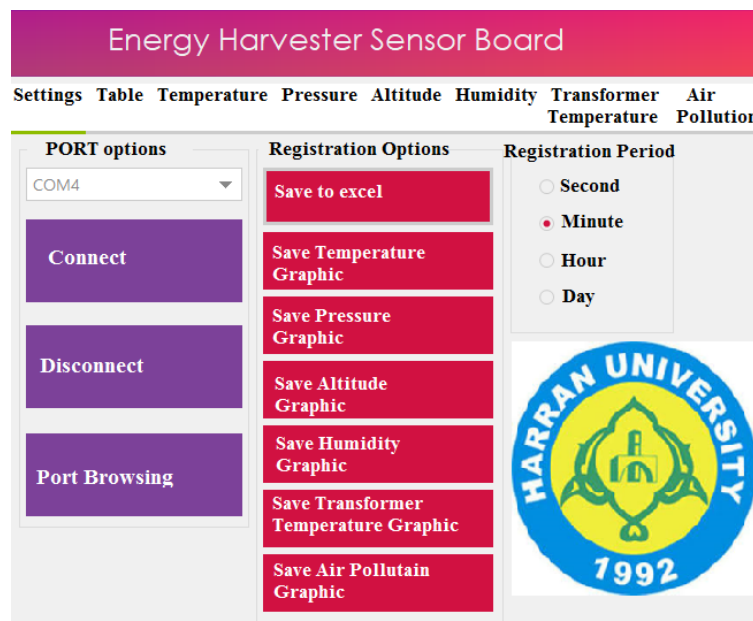 Energy Harvester Sensor Board
Settings Table Temperature Pressure Altitude Humidity Transformer Air
Temperature Pollution
PORT options
COM4
Connect
Disconnect
Port Browsing
Registration Options
Save to excel
Save Temperature
Graphic
Save Pressure
Graphic
Save Altitude
Graphic
Save Humidity
Graphic
Save Transformer
Temperature Graphic
Save Air Pollutain
Graphic
Registration Period
Second
Minute
Hour
Day
HARRAN UNIVERSITY
1992